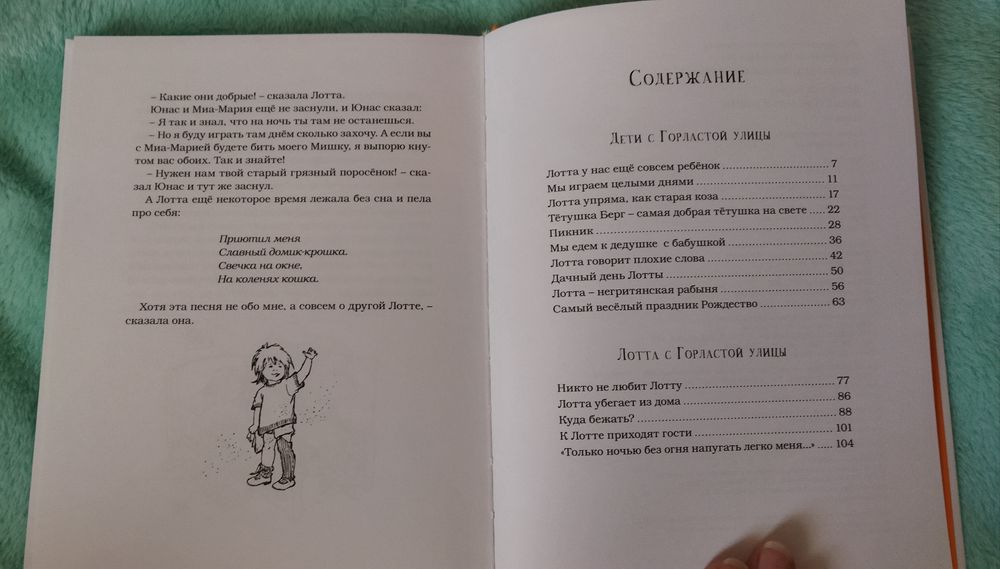 – Какие они добрые! – сказала Лотта.
Юнас и Миа-Мария ещё не заснули, и Юнас сказал:
– Я так и знал, что на ночь ты там не останешься.
– Но я буду играть там днём сколько захочу. А если вы
с Миа-Марией будете бить моего Мишку, я выпорю кну-
том вас обоих. Так и знайте!
– Нужен нам твой старый грязный поросёнок! – ска-
зал Юнас и тут же заснул.
А Лотта ещё некоторое время лежала без сна и пела
про себя:
Приютил меня
Славный домик-крошка.
Свечка на окне,
На коленях кошка.
Хотя эта песня не обо мне, а совсем о другой Лотте, –
сказала она.
Содержание
Дети с Горластой улицы
Лотта у нас ещё совсем ребёнок ........ 7
Мы играем целыми днями ........ 11
Лотта упряма, как старая коза ........ 17
Тётушка Берг – самая добрая тётушка на свете ..... 22
Пикник ........ 28
Мы едем к дедушке с бабушкой ........ 36
Лотта говорит плохие слова ........ 42
Дачный день Лотты ........ 50
Лотта – негритянская рабыня ........ 56
Самый весёлый праздник Рождество ........ 63
Лотта с Горластой улицы
Никто не любит Лотту ........ 77
Лотта убегает из дома ........ 86
Куда бежать? ........ 88
К Лотте приходят гости ........ 101
«Только ночью без огня напугать легко меня...» ..... 104